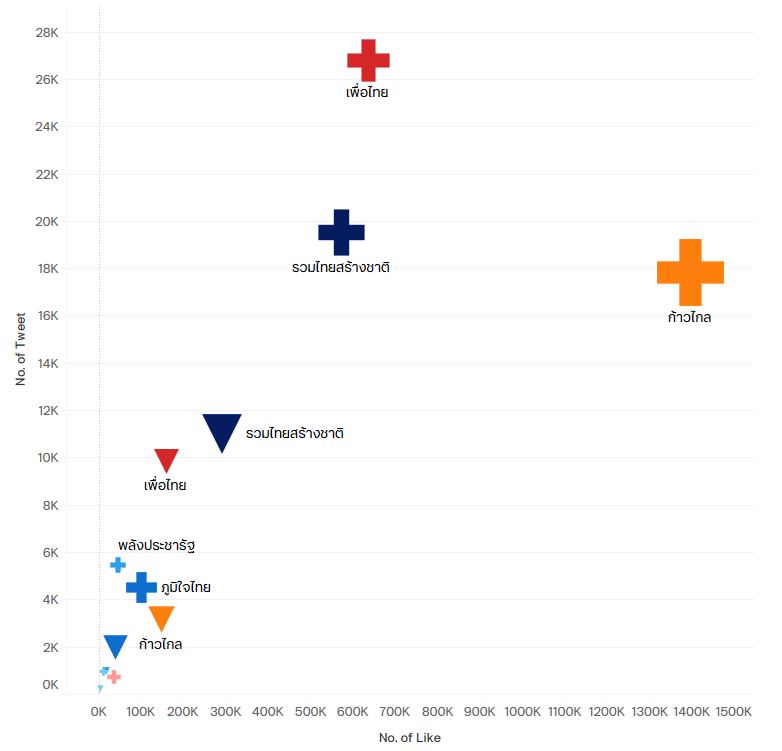 28K
26K
เพื่อไทย
24K
22K
20K
รวมไทยสร้างชาติ
18K
16K
ก้าวไกล
No. of Tweet
14K
12K
รวมไทยสร้างชาติ
10K
เพื่อไทย
8K
พลังประชารัฐ
6K
ภูมิใจไทย
4K
ก้าวไกล
2K
0K
0K 100K 200K 300K 400K 500K 600K 700K 800K 900K 1000K 1100K 1200K 1300K 1400K 1500K
No. of Like